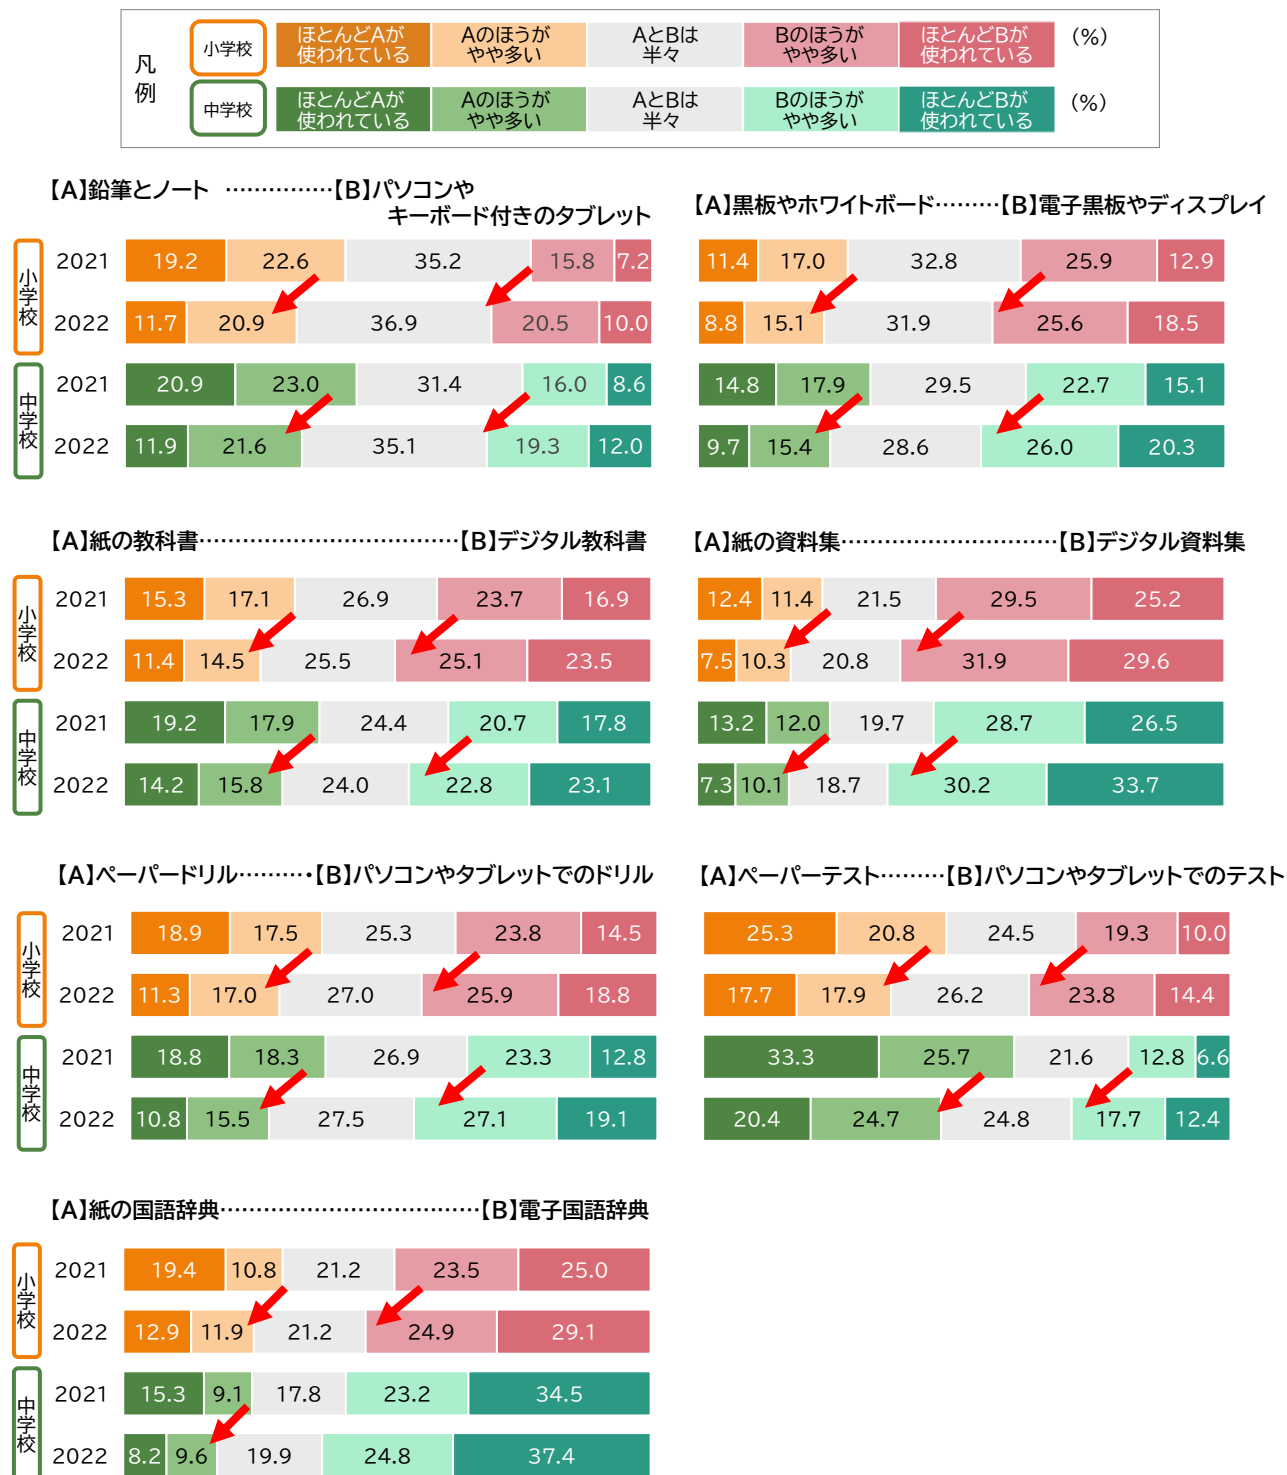 凡例
小学校
ほとんどAが使われている
Aのほうがやや多い
AとBは半々
Bのほうがやや多い
ほとんどBが使われている
(%)
中学校
ほとんどAが使われている
Aのほうがやや多い
AとBは半々
Bのほうがやや多い
ほとんどBが使われている
(%)
【A】鉛筆とノート ……………【B】パソコンや
キーボード付きのタブレット
小学校
2021 19.2 22.6 35.2 15.8 7.2
2022 11.7 20.9 36.9 20.5 10.0
中学校
2021 20.9 23.0 31.4 16.0 8.6
2022 11.9 21.6 35.1 19.3 12.0
【A】黒板やホワイトボード………【B】電子黒板やディスプレイ
11.4 17.0 32.8 25.9 12.9
8.8 15.1 31.9 25.6 18.5
14.8 17.9 29.5 22.7 15.1
9.7 15.4 28.6 26.0 20.3
【A】紙の教科書………………………………【B】デジタル教科書
小学校
2021 15.3 17.1 26.9 23.7 16.9
2022 11.4 14.5 25.5 25.1 23.5
中学校
2021 19.2 17.9 24.4 20.7 17.8
2022 14.2 15.8 24.0 22.8 23.1
【A】紙の資料集…………………………【B】デジタル資料集
12.4 11.4 21.5 29.5 25.2
7.5 10.3 20.8 31.9 29.6
13.2 12.0 19.7 28.7 26.5
7.3 10.1 18.7 30.2 33.7
【A】ペーパードリル………・【B】パソコンやタブレットでのドリル
小学校
2021 18.9 17.5 25.3 23.8 14.5
2022 11.3 17.0 27.0 25.9 18.8
中学校
2021 18.8 18.3 26.9 23.3 12.8
2022 10.8 15.5 27.5 27.1 19.1
【A】ペーパーテスト………【B】パソコンやタブレットでのテスト
25.3 20.8 24.5 19.3 10.0
17.7 17.9 26.2 23.8 14.4
33.3 25.7 21.6 12.8 6.6
20.4 24.7 24.8 17.7 12.4
【A】紙の国語辞典………………………………【B】電子国語辞典
小学校
2021 19.4 10.8 21.2 23.5 25.0
2022 12.9 11.9 21.2 24.9 29.1
中学校
2021 15.3 9.1 17.8 23.2 34.5
2022 8.2 9.6 19.9 24.8 37.4